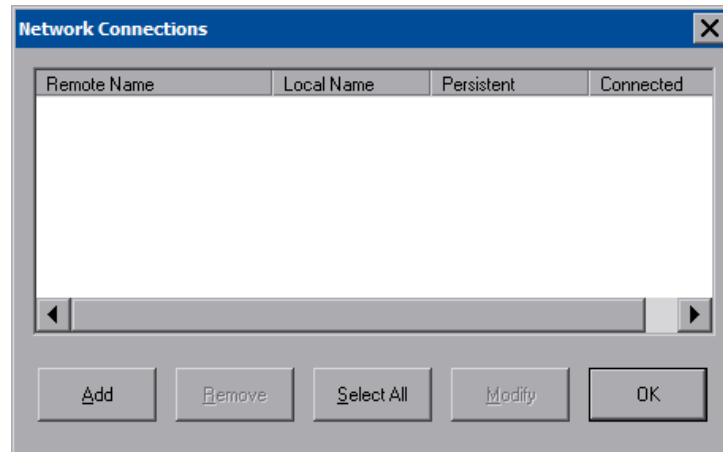 Network Connections
Remote Name Local Name Persistent Connected
Add Remove Select All Modify OK